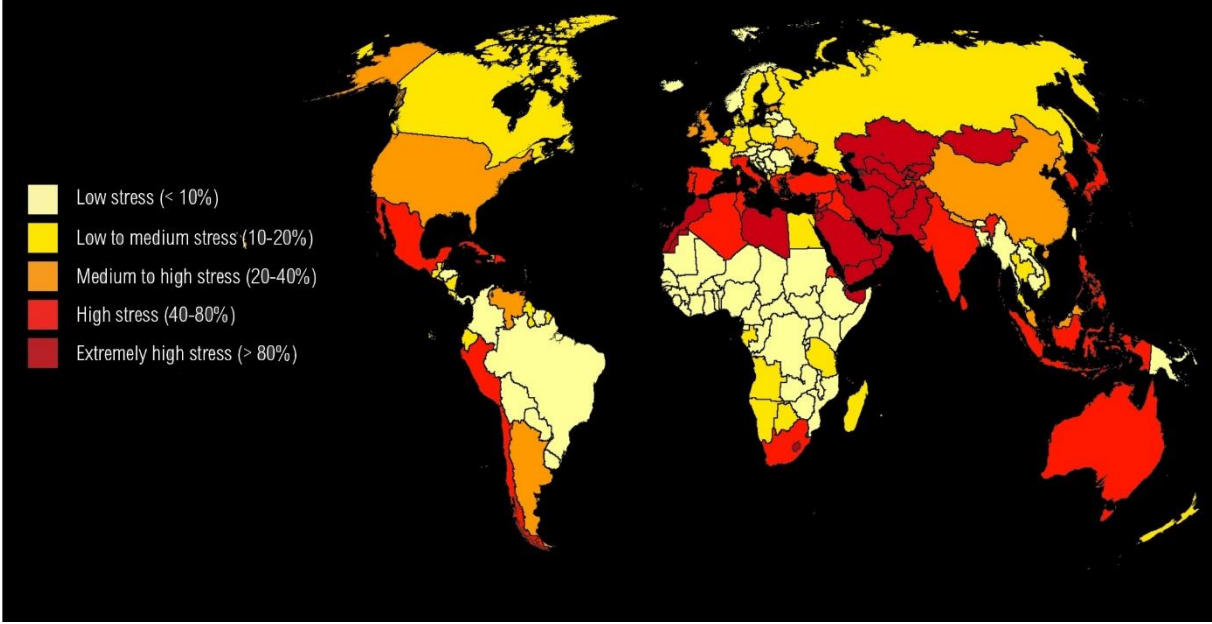 Low stress (< 10%)
Low to medium stress (10-20%)
Medium to high stress (20-40%)
High stress (40-80%)
Extremely high stress (> 80%)